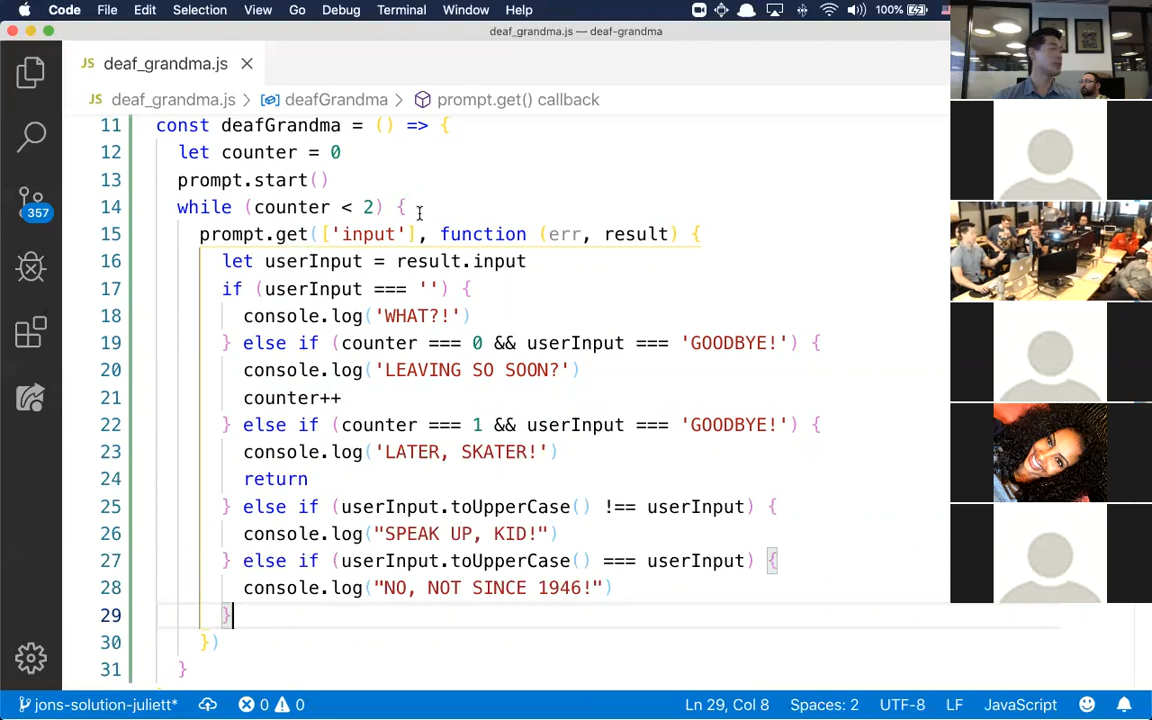 Code File Edit Selection View Go Debug Terminal Window Help 100%
deaf_grandma.js — deaf-grandma
JS deaf_grandma.js ×
JS deaf_grandma.js > deafGrandma > prompt.get() callback
357
11 const deafGrandma = () => {
12 let counter = 0
13 prompt.start()
14 while (counter < 2) {
15 prompt.get(['input'], function (err, result) {
16 let userInput = result.input
17 if (userInput === '') {
18 console.log('WHAT?!')
19 } else if (counter === 0 && userInput === 'GOODBYE!') {
20 console.log('LEAVING SO SOON?')
21 counter++
22 } else if (counter === 1 && userInput === 'GOODBYE!') {
23 console.log('LATER, SKATER!')
24 return
25 } else if (userInput.toUpperCase() !== userInput) {
26 console.log("SPEAK UP, KID!")
27 } else if (userInput.toUpperCase() === userInput) {
28 console.log("NO, NOT SINCE 1946!")
29 }
30 })
31 }
jons-solution-juliett* 0 0 Ln 29, Col 8 Spaces: 2 UTF-8 LF JavaScript